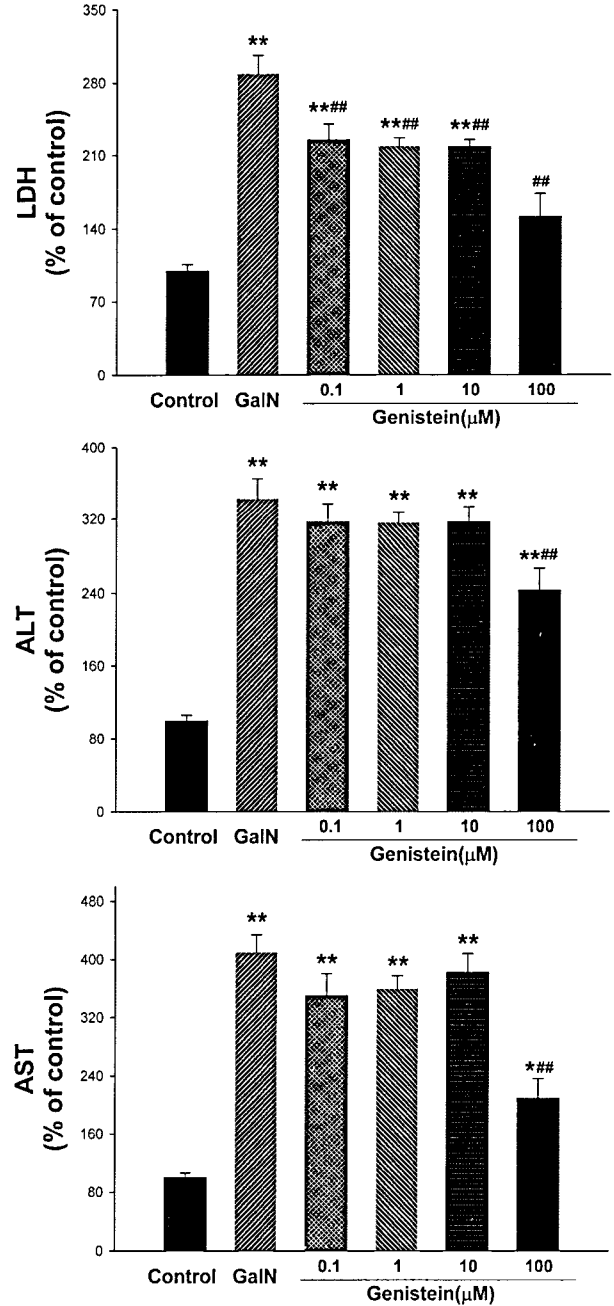 350
**
280
**## **## **##
210
##
140
70
0
LDH
(% of control)
0.1 1 10 100
Control GalN
Genistein(µM)
400
**
** ** **
320
**##
240
160
80
0
ALT
(% of control)
0.1 1 10 100
Control GalN
Genistein(µM)
480
**
** ** **
400
320
240
*##
160
80
0
AST
(% of control)
0.1 1 10 100
Control GalN
Genistein(µM)